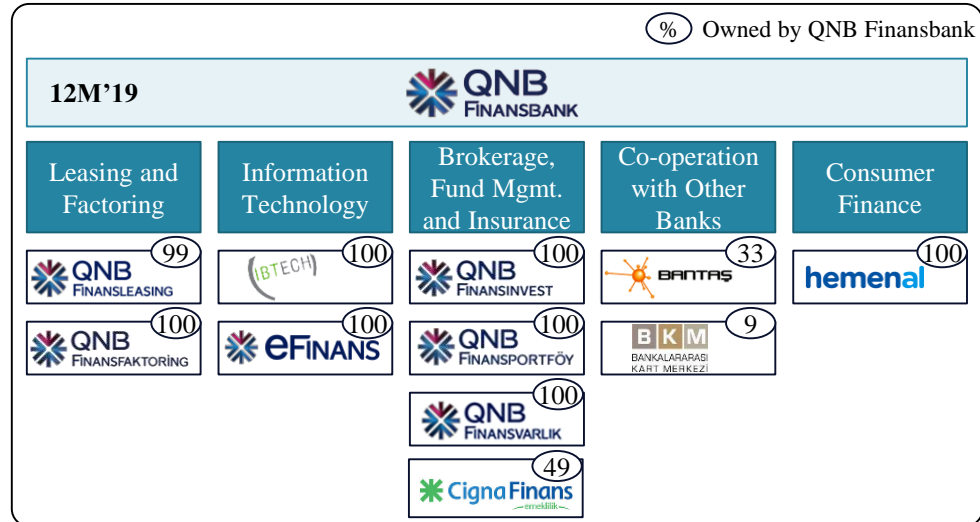 % Owned by QNB Finansbank
12M'19
QNB
FINANSBANK
Leasing and
Factoring
Information
Technology
Brokerage,
Fund Mgmt.
and Insurance
Co-operation
with Other
Banks
Consumer
Finance
99
QNB
FINANSLEASING
100
IBTECH
100
QNB
FINANSINVEST
33
BANTAŞ
100
hemenal
100
QNB
FINANSFAKTORİNG
100
eFINANS
100
QNB
FINANSPORTFÖY
9
BKM
BANKALARARASI
KART MERKEZİ
100
QNB
FINANSVARLIK
49
Cigna Finans
emeklilik